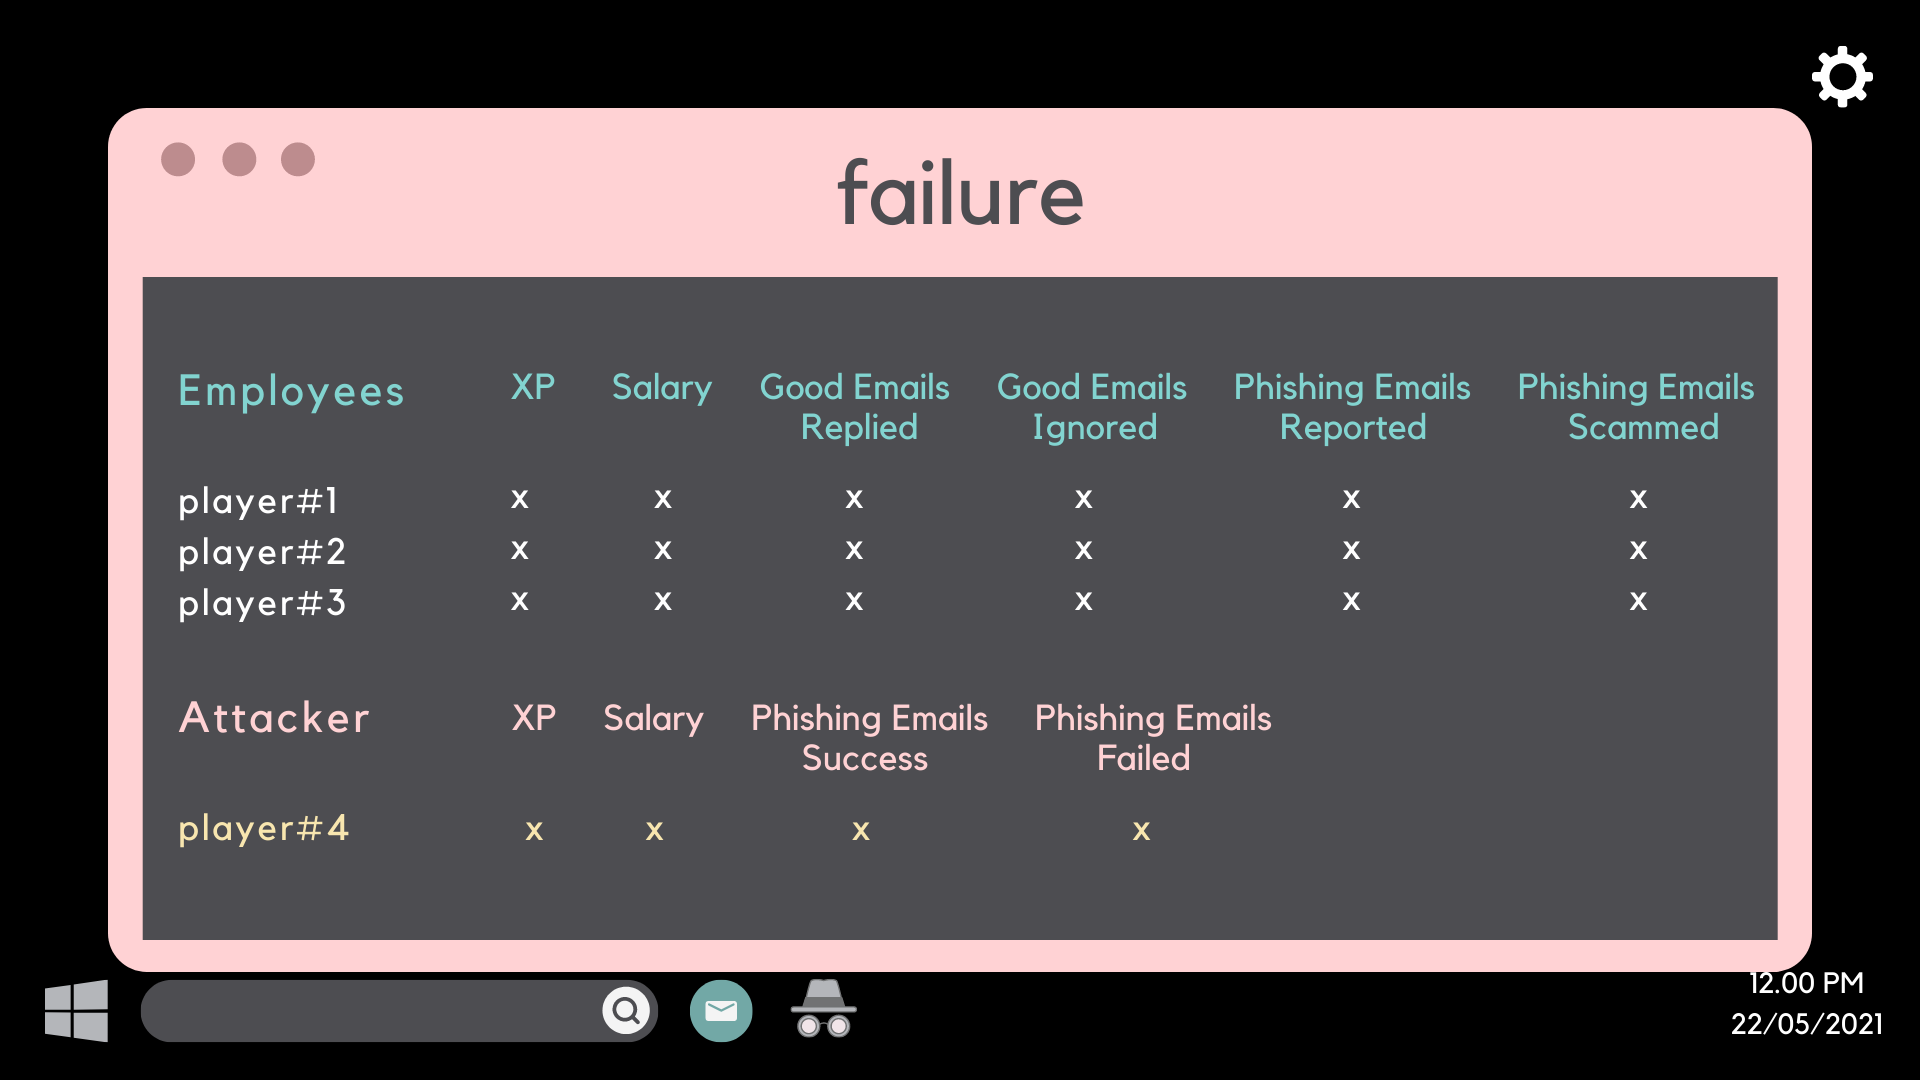 failure
Employees XP Salary Good Emails Replied Good Emails Ignored Phishing Emails Reported Phishing Emails Scammed
player#1 x x x x x x
player#2 x x x x x x
player#3 x x x x x x
Attacker XP Salary Phishing Emails Success Phishing Emails Failed
player#4 x x x x
12.00 PM
22/05/2021